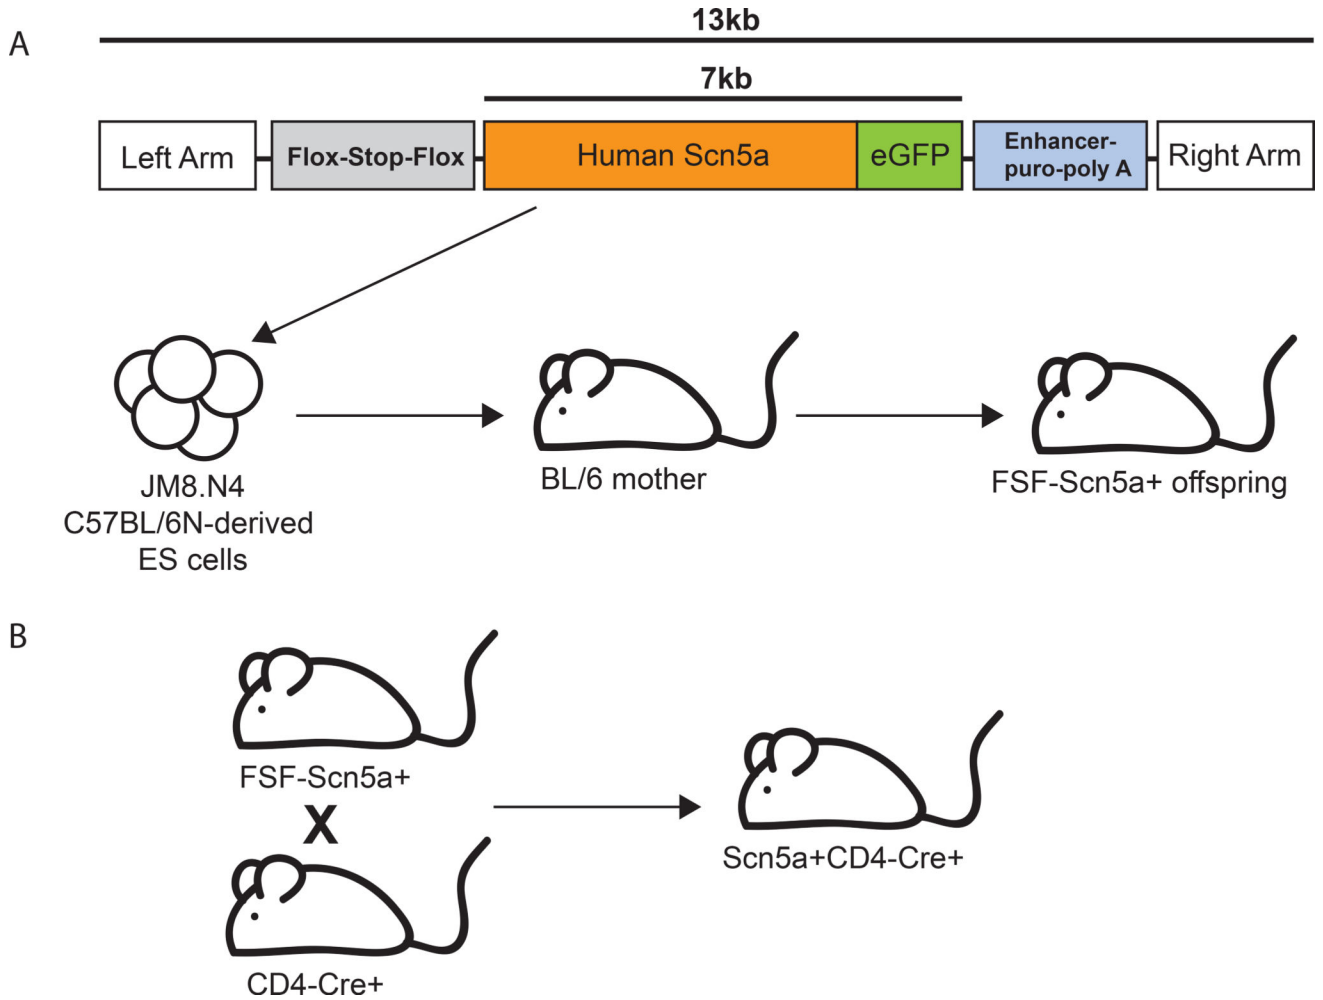 A
13kb
7kb
Left Arm
Flox-Stop-Flox
Human Scn5a
eGFP
Enhancer-
puro-poly A
Right Arm
JM8.N4
C57BL/6N-derived
ES cells
BL/6 mother
FSF-Scn5a+ offspring
B
FSF-Scn5a+
X
CD4-Cre+
Scn5a+CD4-Cre+